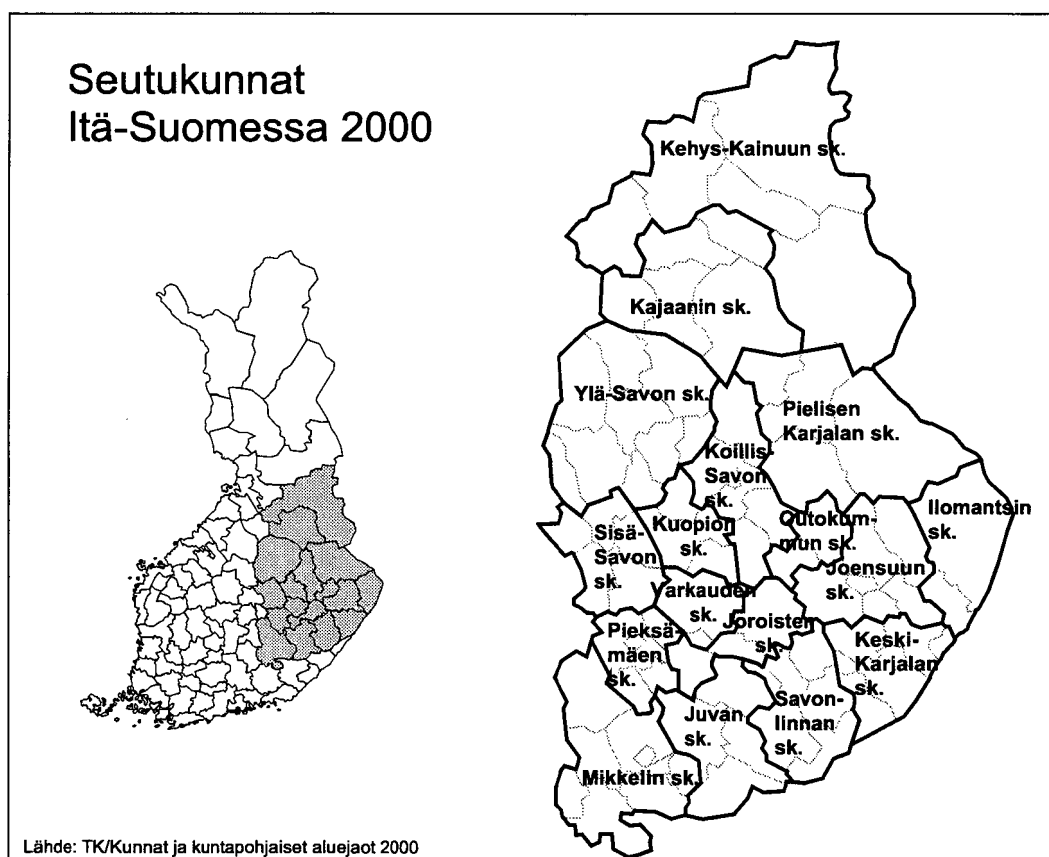 Seutukunnat
Itä-Suomessa 2000
Kehys-Kainuun sk.
Kajaanin sk.
Ylä-Savon sk.
Pielisen
Karjalan sk.
Koillis-
Savon
sk.
Ilomantsin
sk.
Sisä-
Savon
sk.
Kuopion
sk.
Outokum-
mun sk.
Joensuun
sk.
Varkauden
sk.
Joroisten
sk.
Pieksä-
mäen
sk.
Keski-
Karjalan
sk.
Juvan
sk.
Savon-
linnan
sk.
Mikkelin sk.
Lähde: TK/Kunnat ja kuntapohjaiset aluejaot 2000